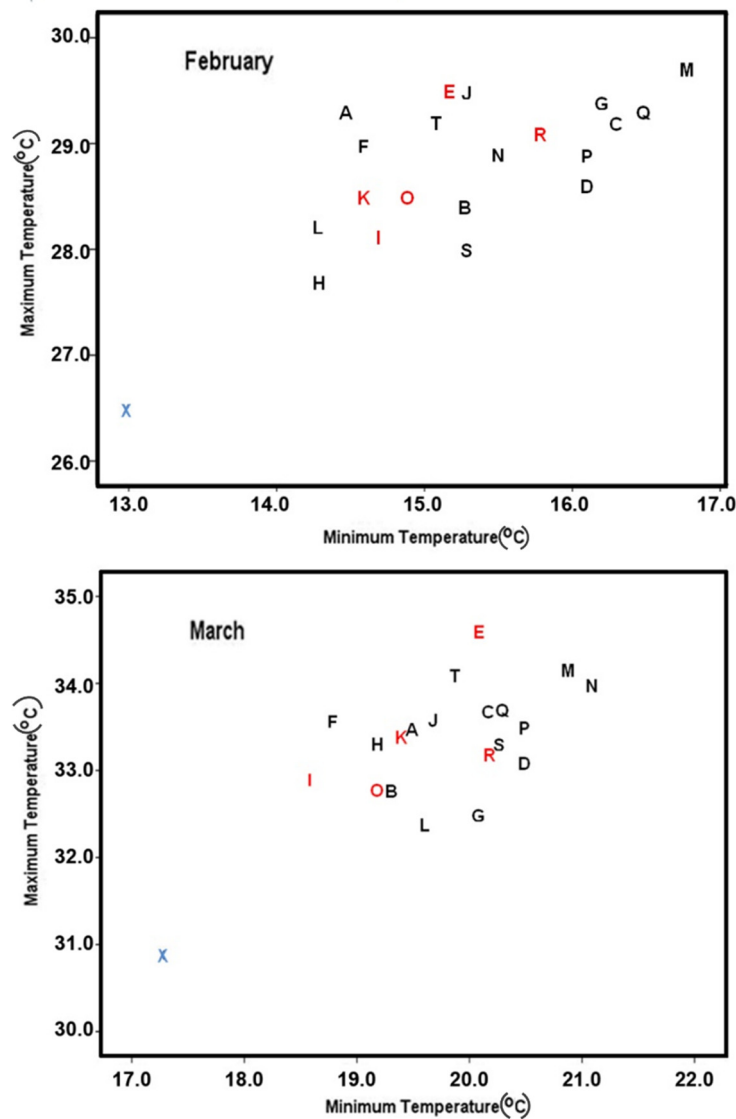 30.0
February
M
E J
G
A
Q
T
C
29.0
R
F
N
P
D
K O
B
L
I
28.0
S
H
27.0
X
26.0
13.0 14.0 15.0 16.0 17.0
Minimum Temperature(°C)
Maximum Temperature(°C)
35.0
March
E
T
M
34.0
N
F
J
C Q
A
P
K
H
S
R
33.0
D
I
O B
G
L
32.0
31.0
X
30.0
17.0 18.0 19.0 20.0 21.0 22.0
Minimum Temperature(°C)
Maximum Temperature(°C)